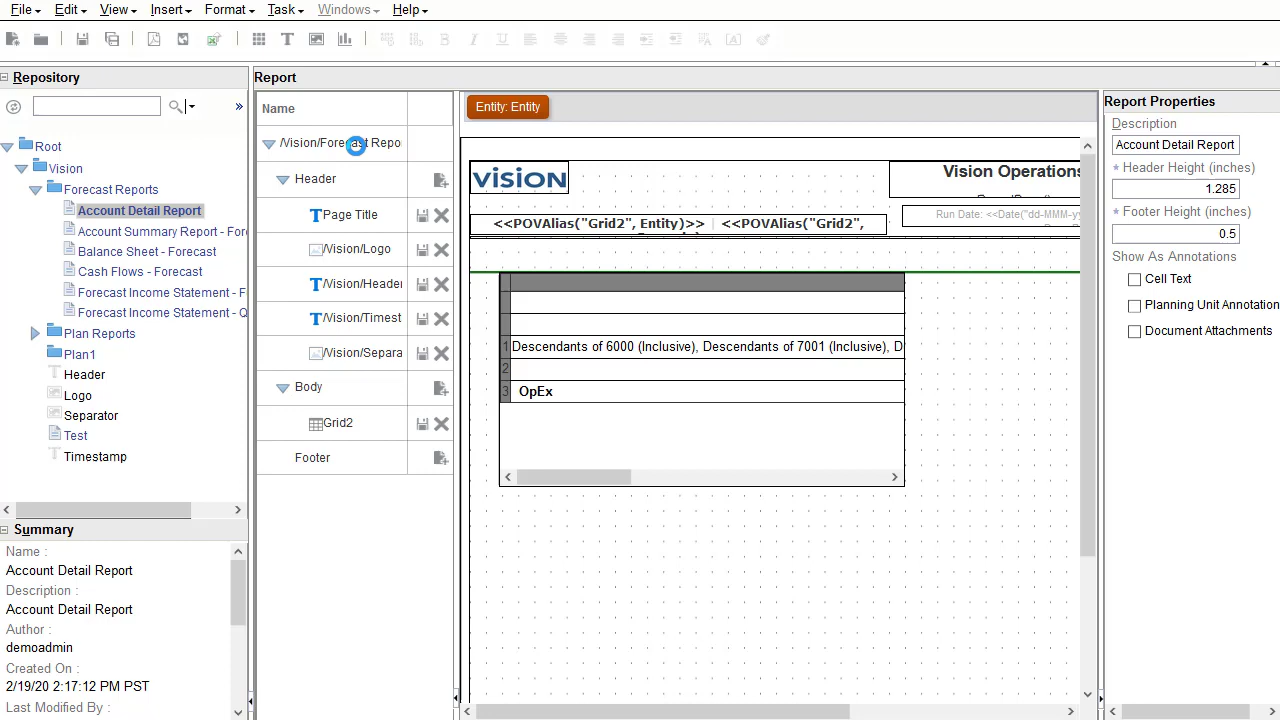 File Edit View Insert Format Task Windows Help
Repository
Root
Vision
Forecast Reports
Account Detail Report
Account Summary Report - For
Balance Sheet - Forecast
Cash Flows - Forecast
Forecast Income Statement - F
Forecast Income Statement - Q
Plan Reports
Plan1
Header
Logo
Separator
Test
Timestamp
Summary
Name :
Account Detail Report
Description :
Account Detail Report
Author :
demoadmin
Created On :
2/19/20 2:17:12 PM PST
Last Modified By :
Report
Name
/Vision/Forecast Repo
Header
Page Title
/Vision/Logo
/Vision/Header
/Vision/Timest
/Vision/Separa
Body
Grid2
Footer
Entity: Entity
vision
Vision Operations
<<POVAlias("Grid2", Entity)>> | <<POVAlias("Grid2",
Run Date: <<Date("dd-MMM-yy
1 Descendants of 6000 (Inclusive), Descendants of 7001 (Inclusive), D
2
3 OpEx
Report Properties
Description
Account Detail Report
* Header Height (inches)
1.285
* Footer Height (inches)
0.5
Show As Annotations
Cell Text
Planning Unit Annotation
Document Attachments